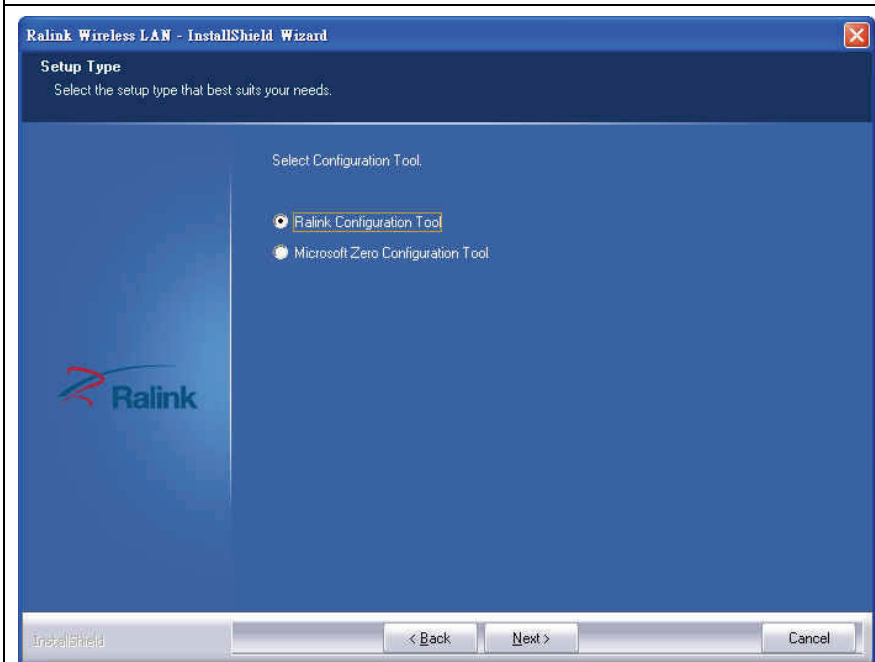 Ralink Wireless LAN - InstallShield Wizard
Setup Type
Select the setup type that best suits your needs.
Select Configuration Tool.
Ralink Configuration Tool
Microsoft Zero Configuration Tool
Ralink
InstallShield
< Back
Next >
Cancel